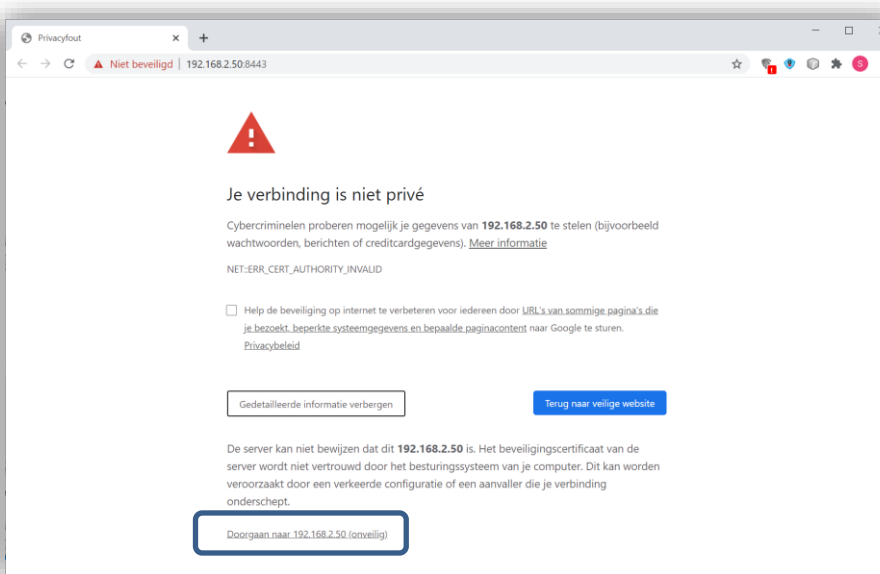 Privacyfout
Niet beveiligd 192.168.2.50:8443
S
Je verbinding is niet privé
Cybercriminelen proberen mogelijk je gegevens van 192.168.2.50 te stelen (bijvoorbeeld
wachtwoorden, berichten of creditcardgegevens). Meer informatie
NET::ERR_CERT_AUTHORITY_INVALID
Help de beveiliging op internet te verbeteren voor iedereen door URL's van sommige pagina's die
je bezoekt, beperkte systeemgegevens en bepaalde paginacontent naar Google te sturen.
Privacybeleid
Gedetailleerde informatie verbergen
Terug naar veilige website
De server kan niet bewijzen dat dit 192.168.2.50 is. Het beveiligingscertificaat van de
server wordt niet vertrouwd door het besturingssysteem van je computer. Dit kan worden
veroorzaakt door een verkeerde configuratie of een aanvaller die je verbinding
onderschept.
Doorgaan naar 192.168.2.50 (onveilig)